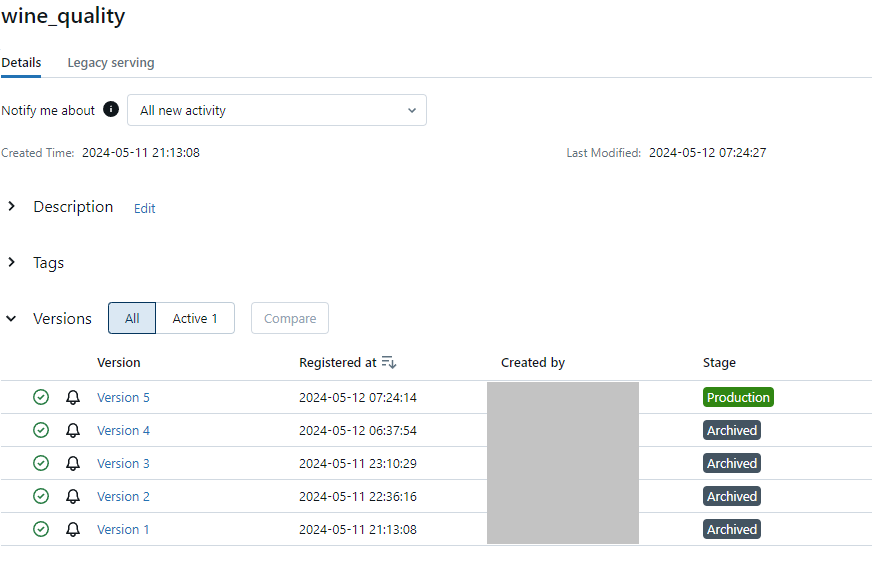 wine_quality
Details Legacy serving
Notify me about i All new activity
Created Time: 2024-05-11 21:13:08 Last Modified: 2024-05-12 07:24:27
Description Edit
Tags
Versions All Active 1 Compare
Version Registered at Created by Stage
Version 5 2024-05-12 07:24:14 Production
Version 4 2024-05-12 06:37:54 Archived
Version 3 2024-05-11 23:10:29 Archived
Version 2 2024-05-11 22:36:16 Archived
Version 1 2024-05-11 21:13:08 Archived